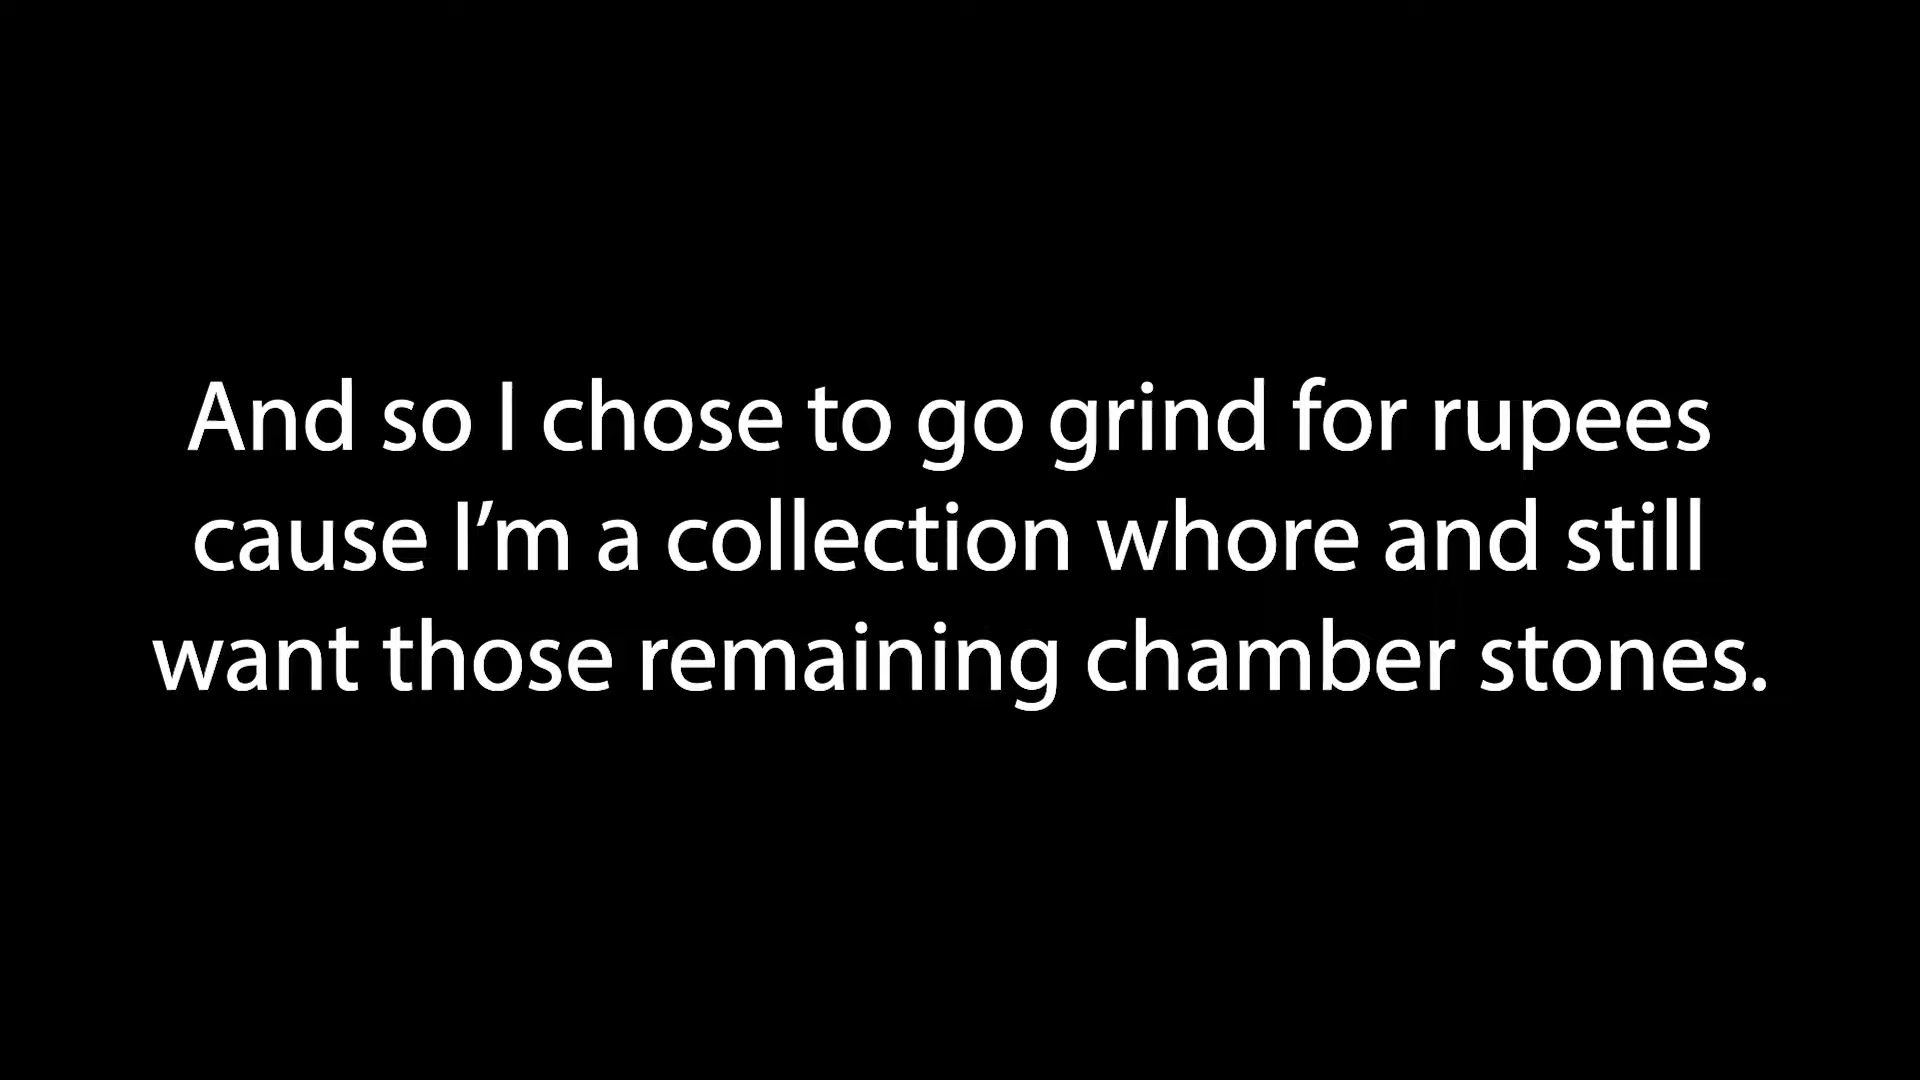 And so I chose to go grind for rupees
cause I’m a collection whore and still
want those remaining chamber stones.